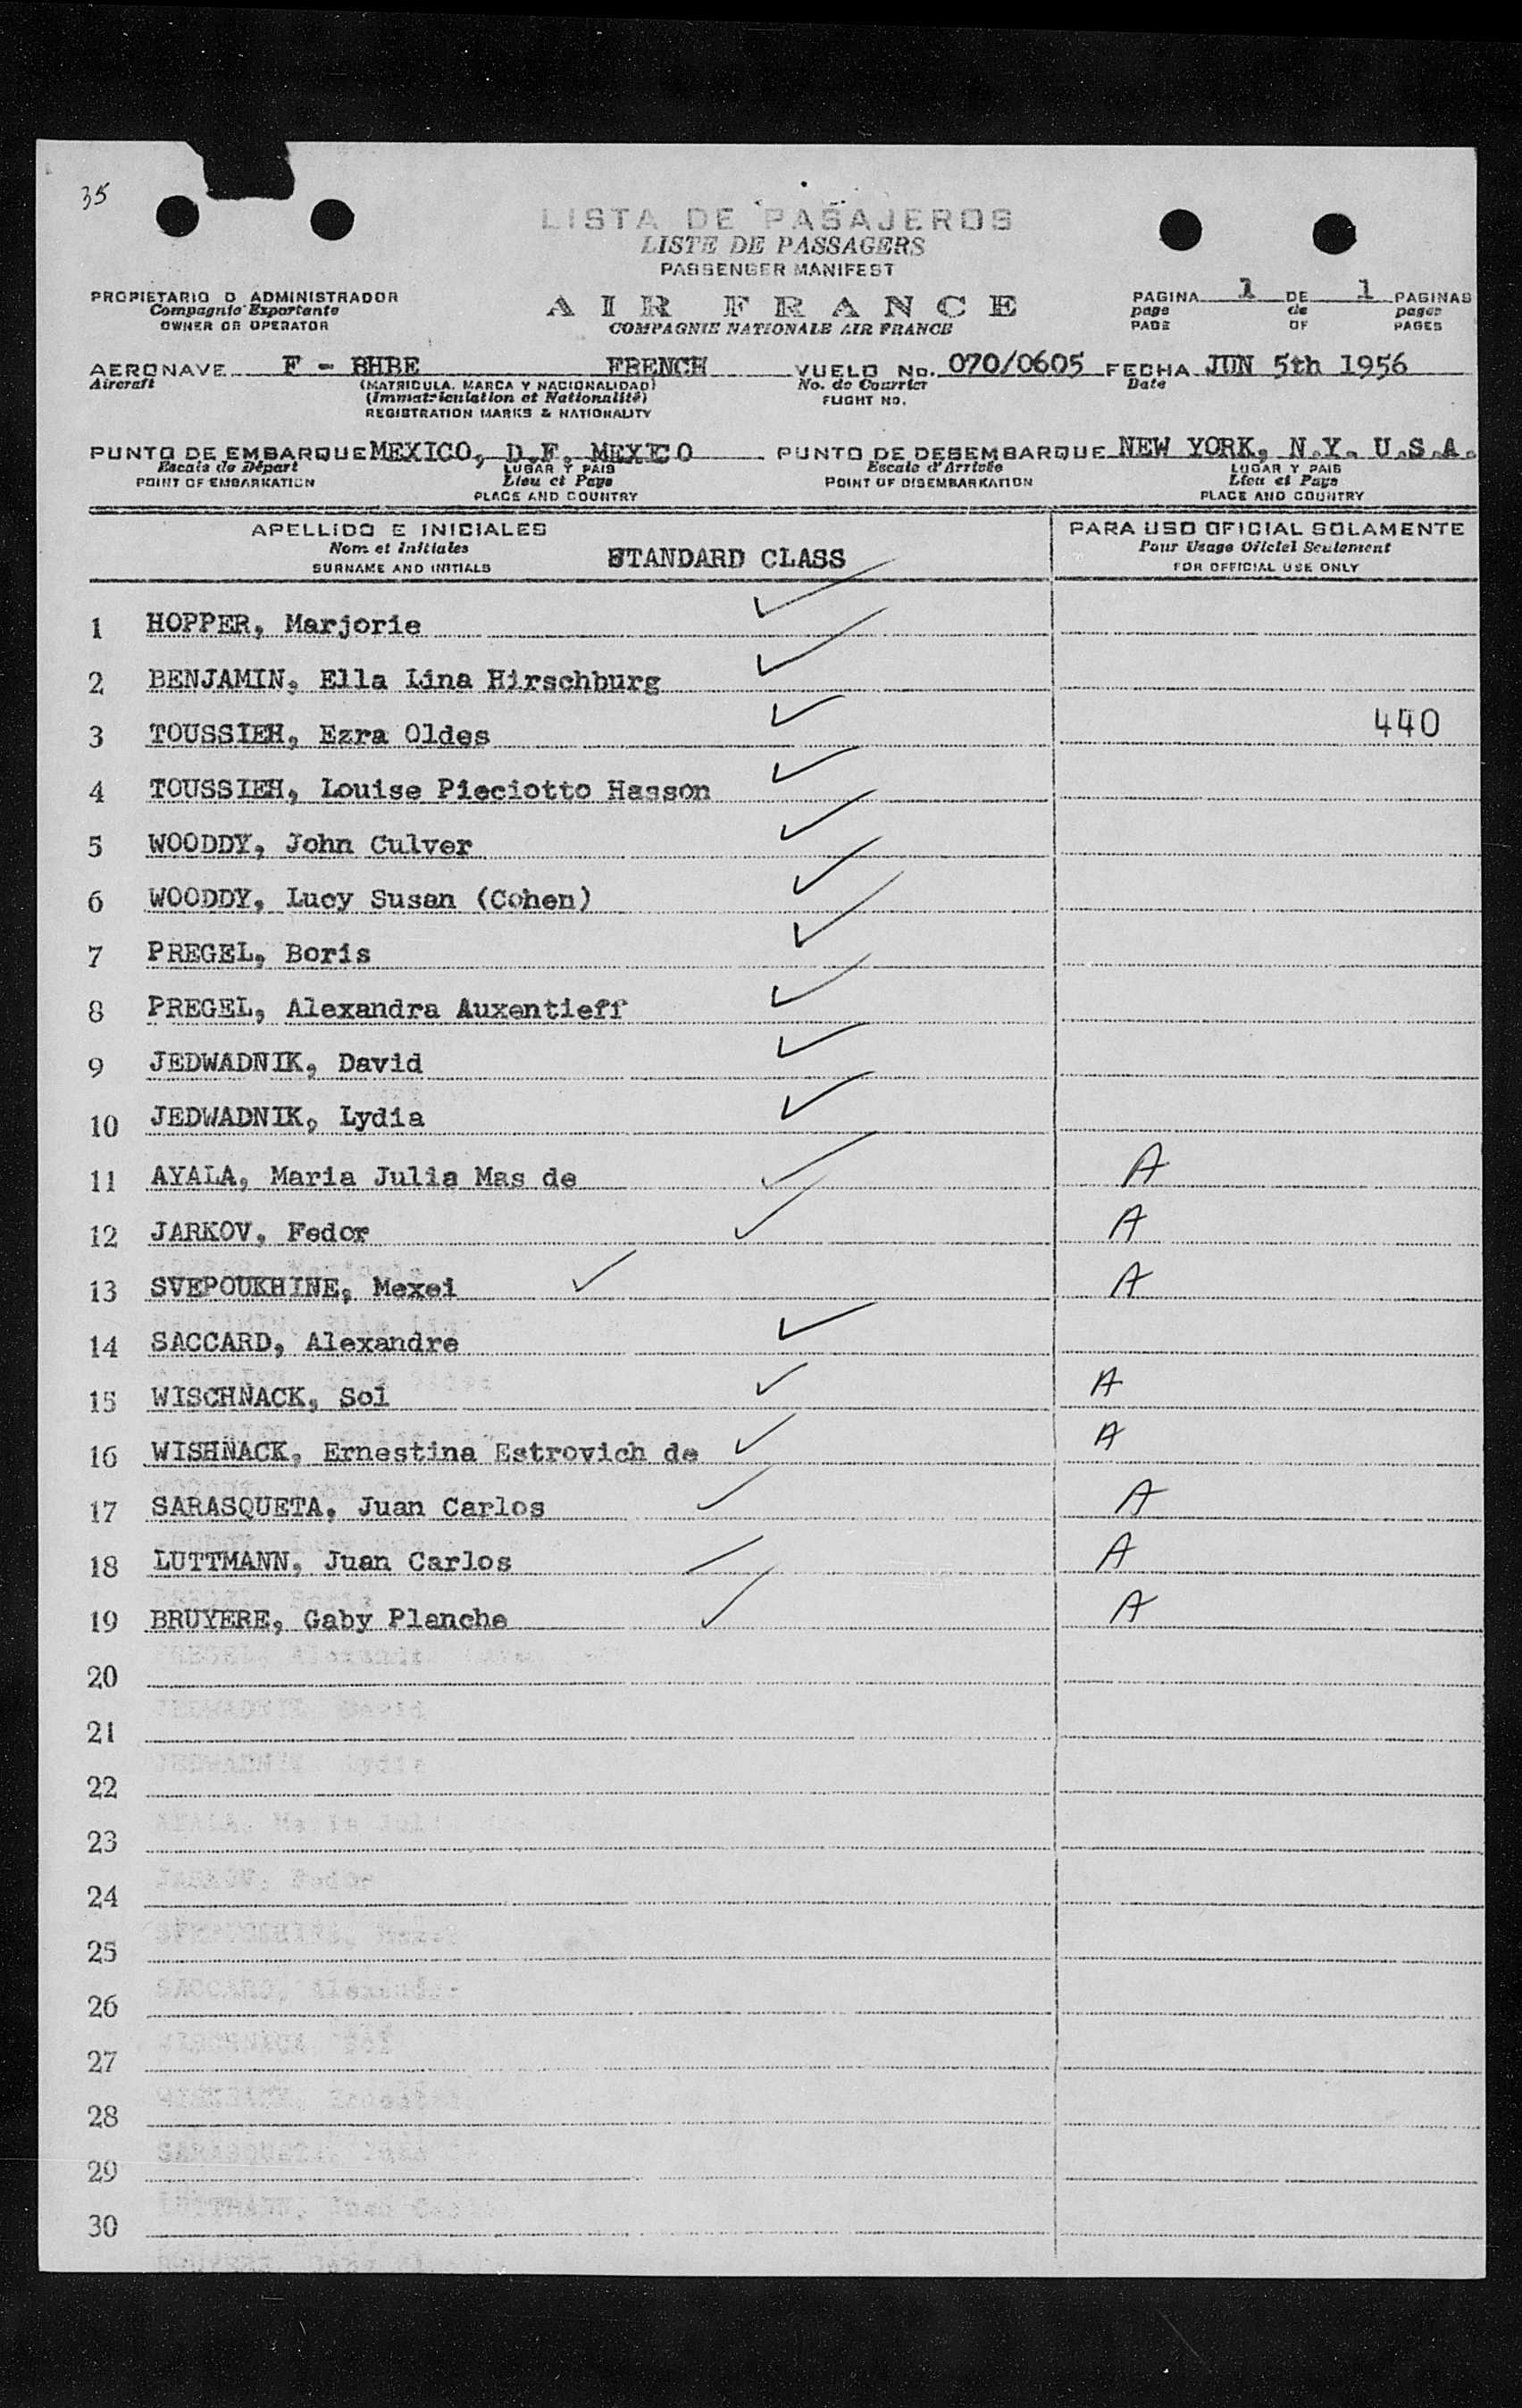 35
LISTA DE PASAJEROS
LISTE DE PASSAGERS
PASSENGER MANIFEST
PROPIETARIO O ADMINISTRADOR
Compagnie Exportante
OWNER OR OPERATOR
AIR FRANCE
COMPAGNIE NATIONALE AIR FRANCE
PAGINA 1 DE 1 PAGINAS
page de pages
PAGE OF PAGES
AERONAVE F - BHBE FRENCH VUELO No. 070/0605 FECHA JUN 5th 1956
Aircraft (MATRICULA. MARCA Y NACIONALIDAD) No. de Courrier Date
(Immatriculation et Nationalité) FLIGHT NO.
REGISTRATION MARKS & NATIONALITY
PUNTO DE EMBARQUE MEXICO, D.F. MEXICO PUNTO DE DESEMBARQUE NEW YORK, N.Y. U.S.A.
Escale de Départ LUGAR Y PAIS Escale d'Arrivée LUGAR Y PAIS
POINT OF EMBARKATION Lieu et Pays POINT OF DISEMBARKATION Lieu et Pays
PLACE AND COUNTRY PLACE AND COUNTRY
APELLIDO E INICIALES PARA USO OFICIAL SOLAMENTE
Nom et Initiales STANDARD CLASS Pour Usage Officiel Seulement
SURNAME AND INITIALS FOR OFFICIAL USE ONLY
1 HOPPER, Marjorie
2 BENJAMIN, Ella Lina Hirschburg
3 TOUSSIEH, Ezra Oldes 440
4 TOUSSIEH, Louise Pieciotto Hasson
5 WOODDY, John Culver
6 WOODDY, Lucy Susan (Cohen)
7 PREGEL, Boris
8 PREGEL, Alexandra Auxentieff
9 JEDWADNIK, David
10 JEDWADNIK, Lydia
11 AYALA, Maria Julia Mas de A
12 JARKOV, Fedor A
13 SVEPOUKHINE, Mexei A
14 SACCARD, Alexandre
15 WISCHÑACK, Sol A
16 WISHÑACK, Ernestina Estrovich de A
17 SARASQUETA, Juan Carlos A
18 LUTTMANN, Juan Carlos A
19 BRUYERE, Gaby Planche A
20
21
22
23
24
25
26
27
28
29
30